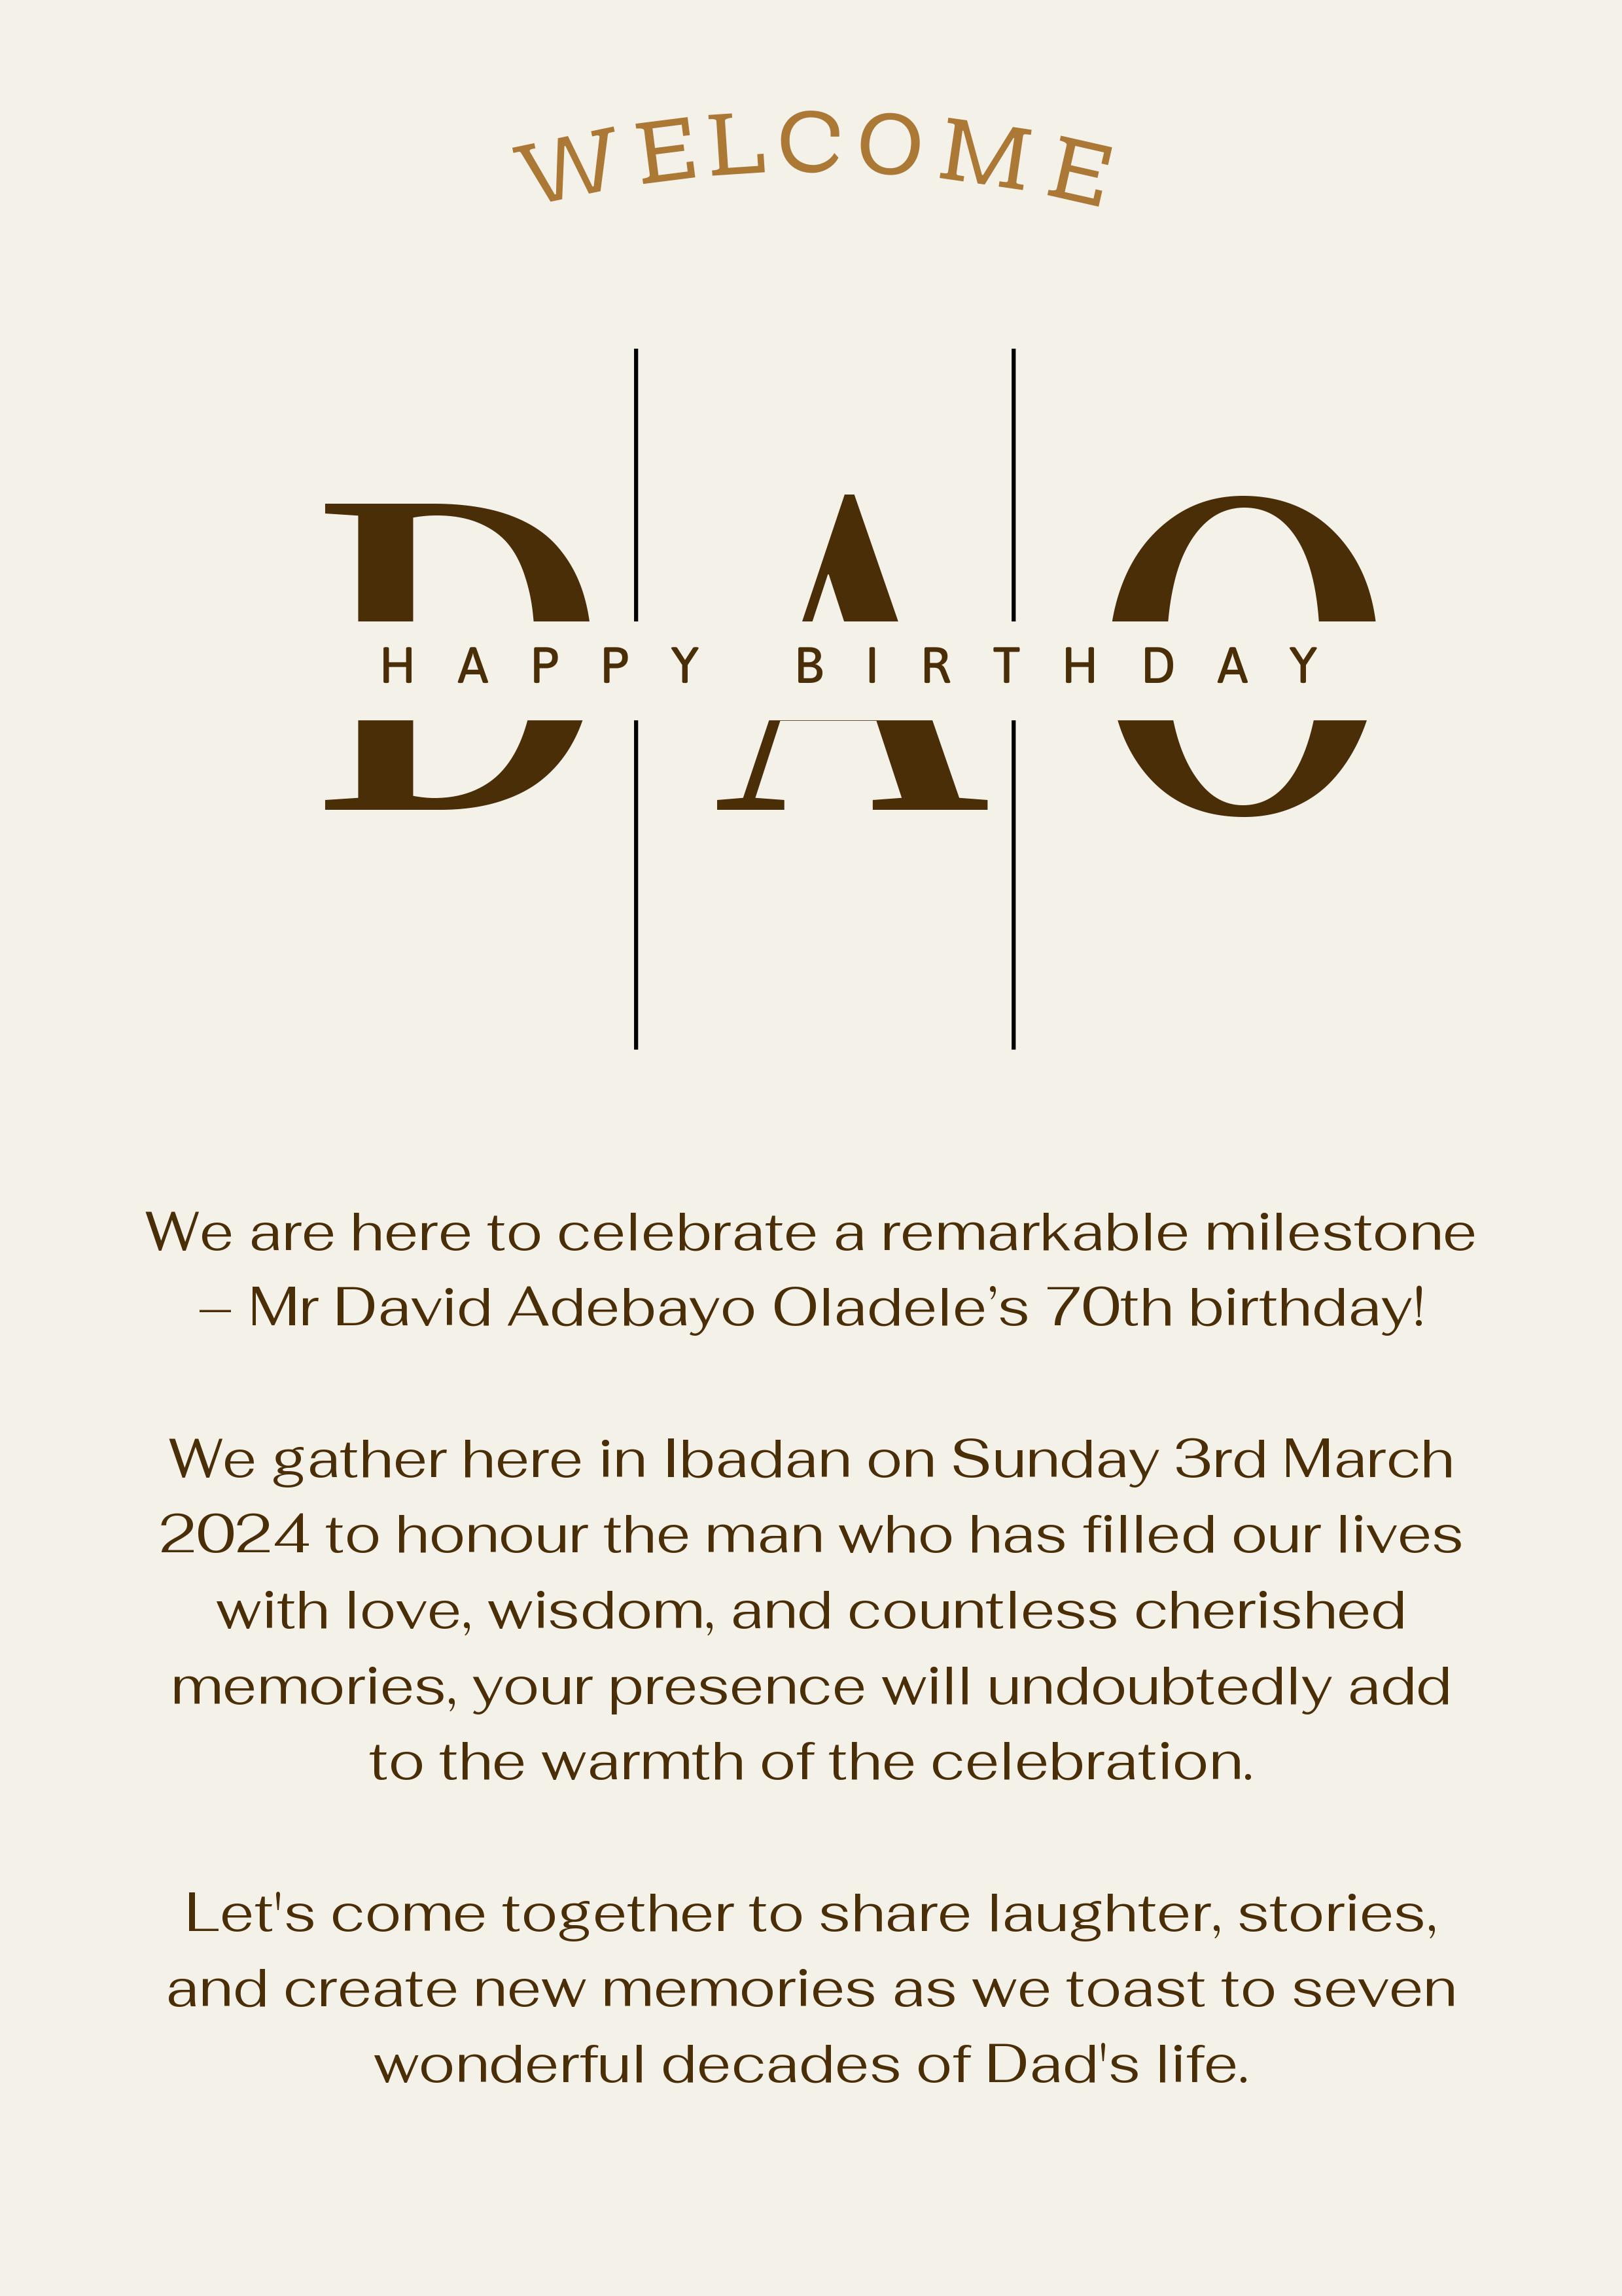 WELCOME
DAO
HAPPY BIRTHDAY
We are here to celebrate a remarkable milestone
– Mr David Adebayo Oladele’s 70th birthday!
We gather here in Ibadan on Sunday 3rd March
2024 to honour the man who has filled our lives
with love, wisdom, and countless cherished
memories, your presence will undoubtedly add
to the warmth of the celebration.
Let's come together to share laughter, stories,
and create new memories as we toast to seven
wonderful decades of Dad's life.